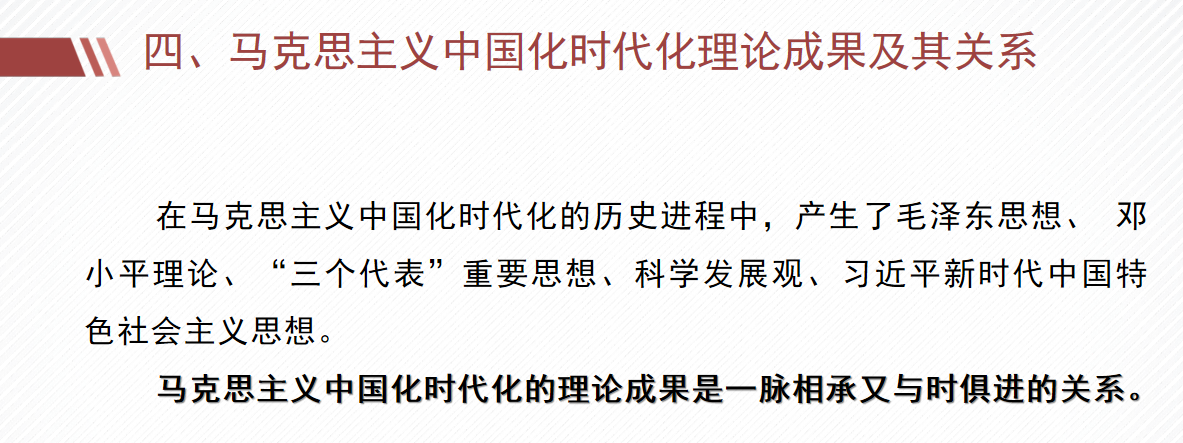 四、马克思主义中国化时代化理论成果及其关系
在马克思主义中国化时代化的历史进程中，产生了毛泽东思想、 邓
小平理论、“三个代表”重要思想、科学发展观、习近平新时代中国特
色社会主义思想。
马克思主义中国化时代化的理论成果是一脉相承又与时俱进的关系。